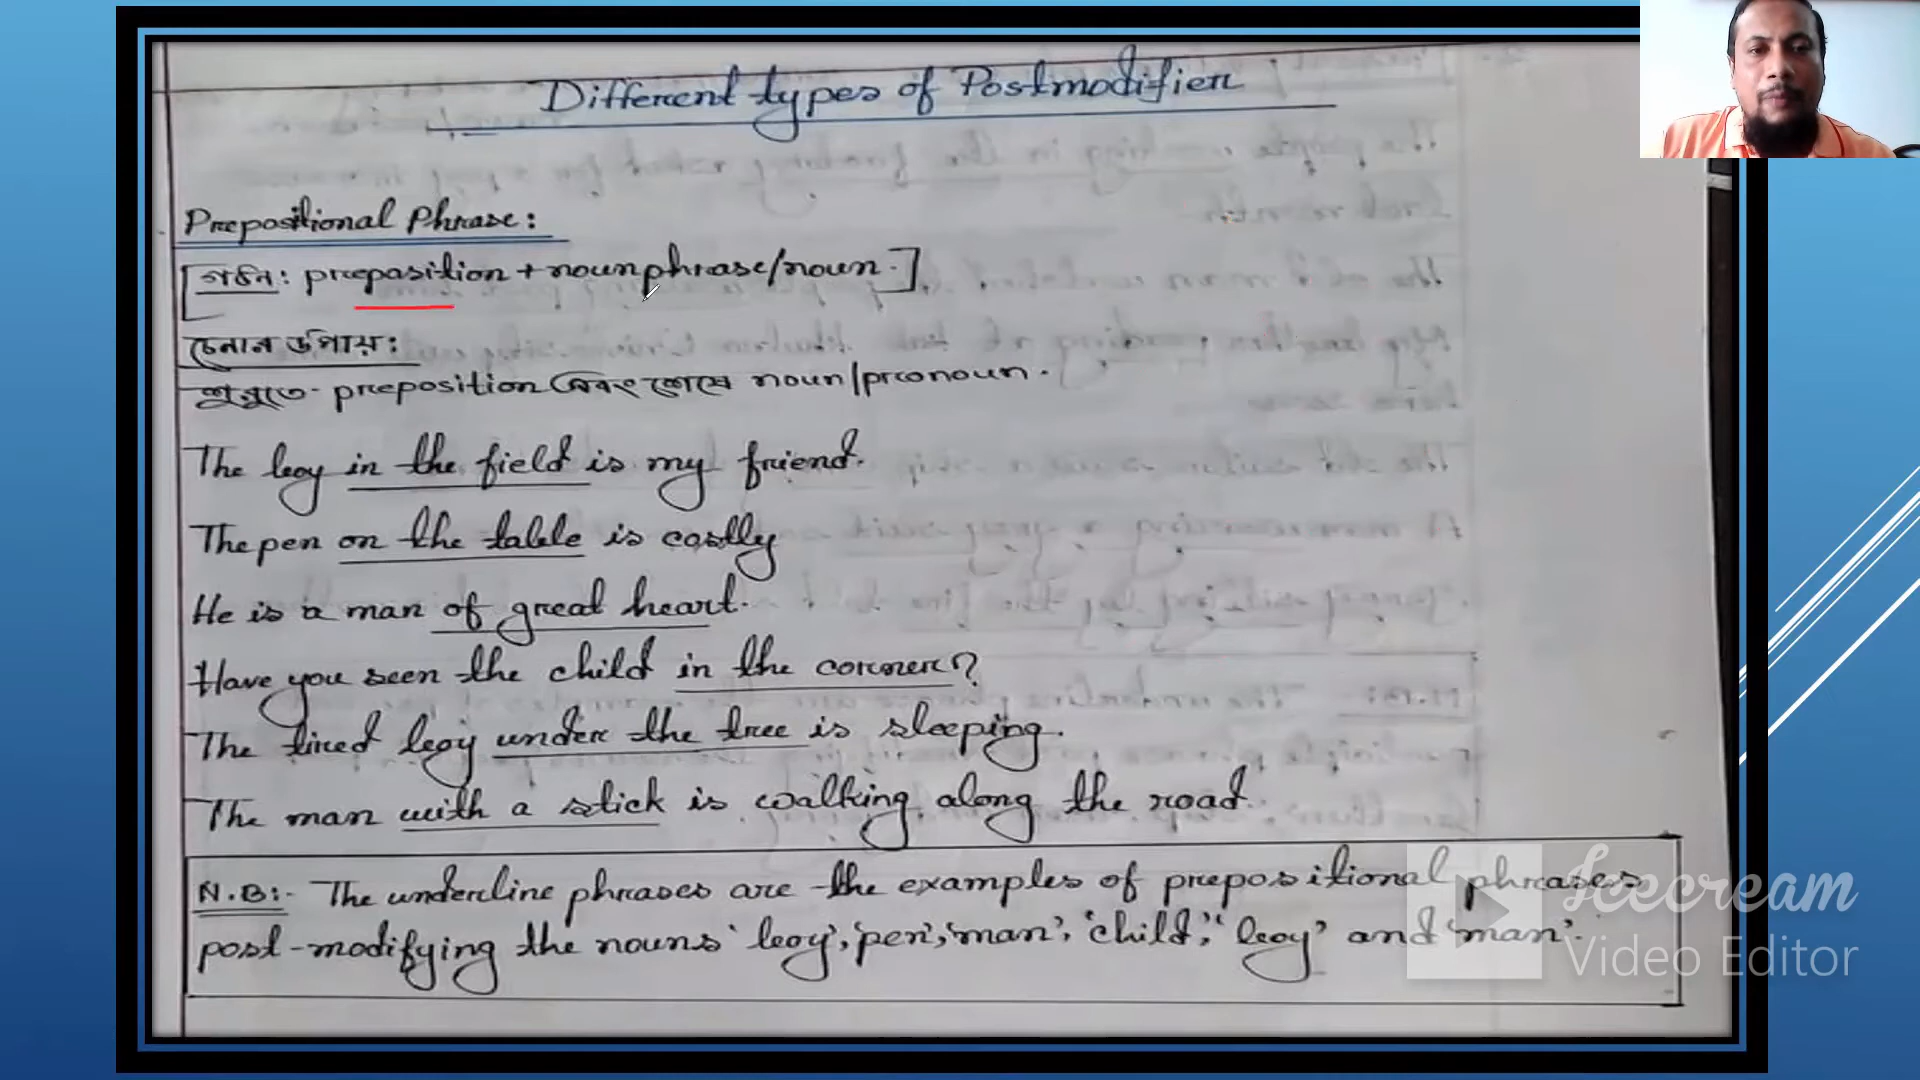 Different types of Postmodifier
Prepositional Phrase:
[গঠন: preposition + noun phrase/noun.]
চেনার উপায়:
শুরুতে preposition এবং শেষে noun/pronoun.
The boy in the field is my friend.
The pen on the table is costly
He is a man of great heart.
Have you seen the child in the corner?
The tired boy under the tree is sleeping.
The man with a stick is walking along the road.
N.B:- The underline phrases are the examples of prepositional phrases
post-modifying the nouns 'boy', 'pen', 'man', 'child', 'boy' and 'man'.
Icecream
Video Editor